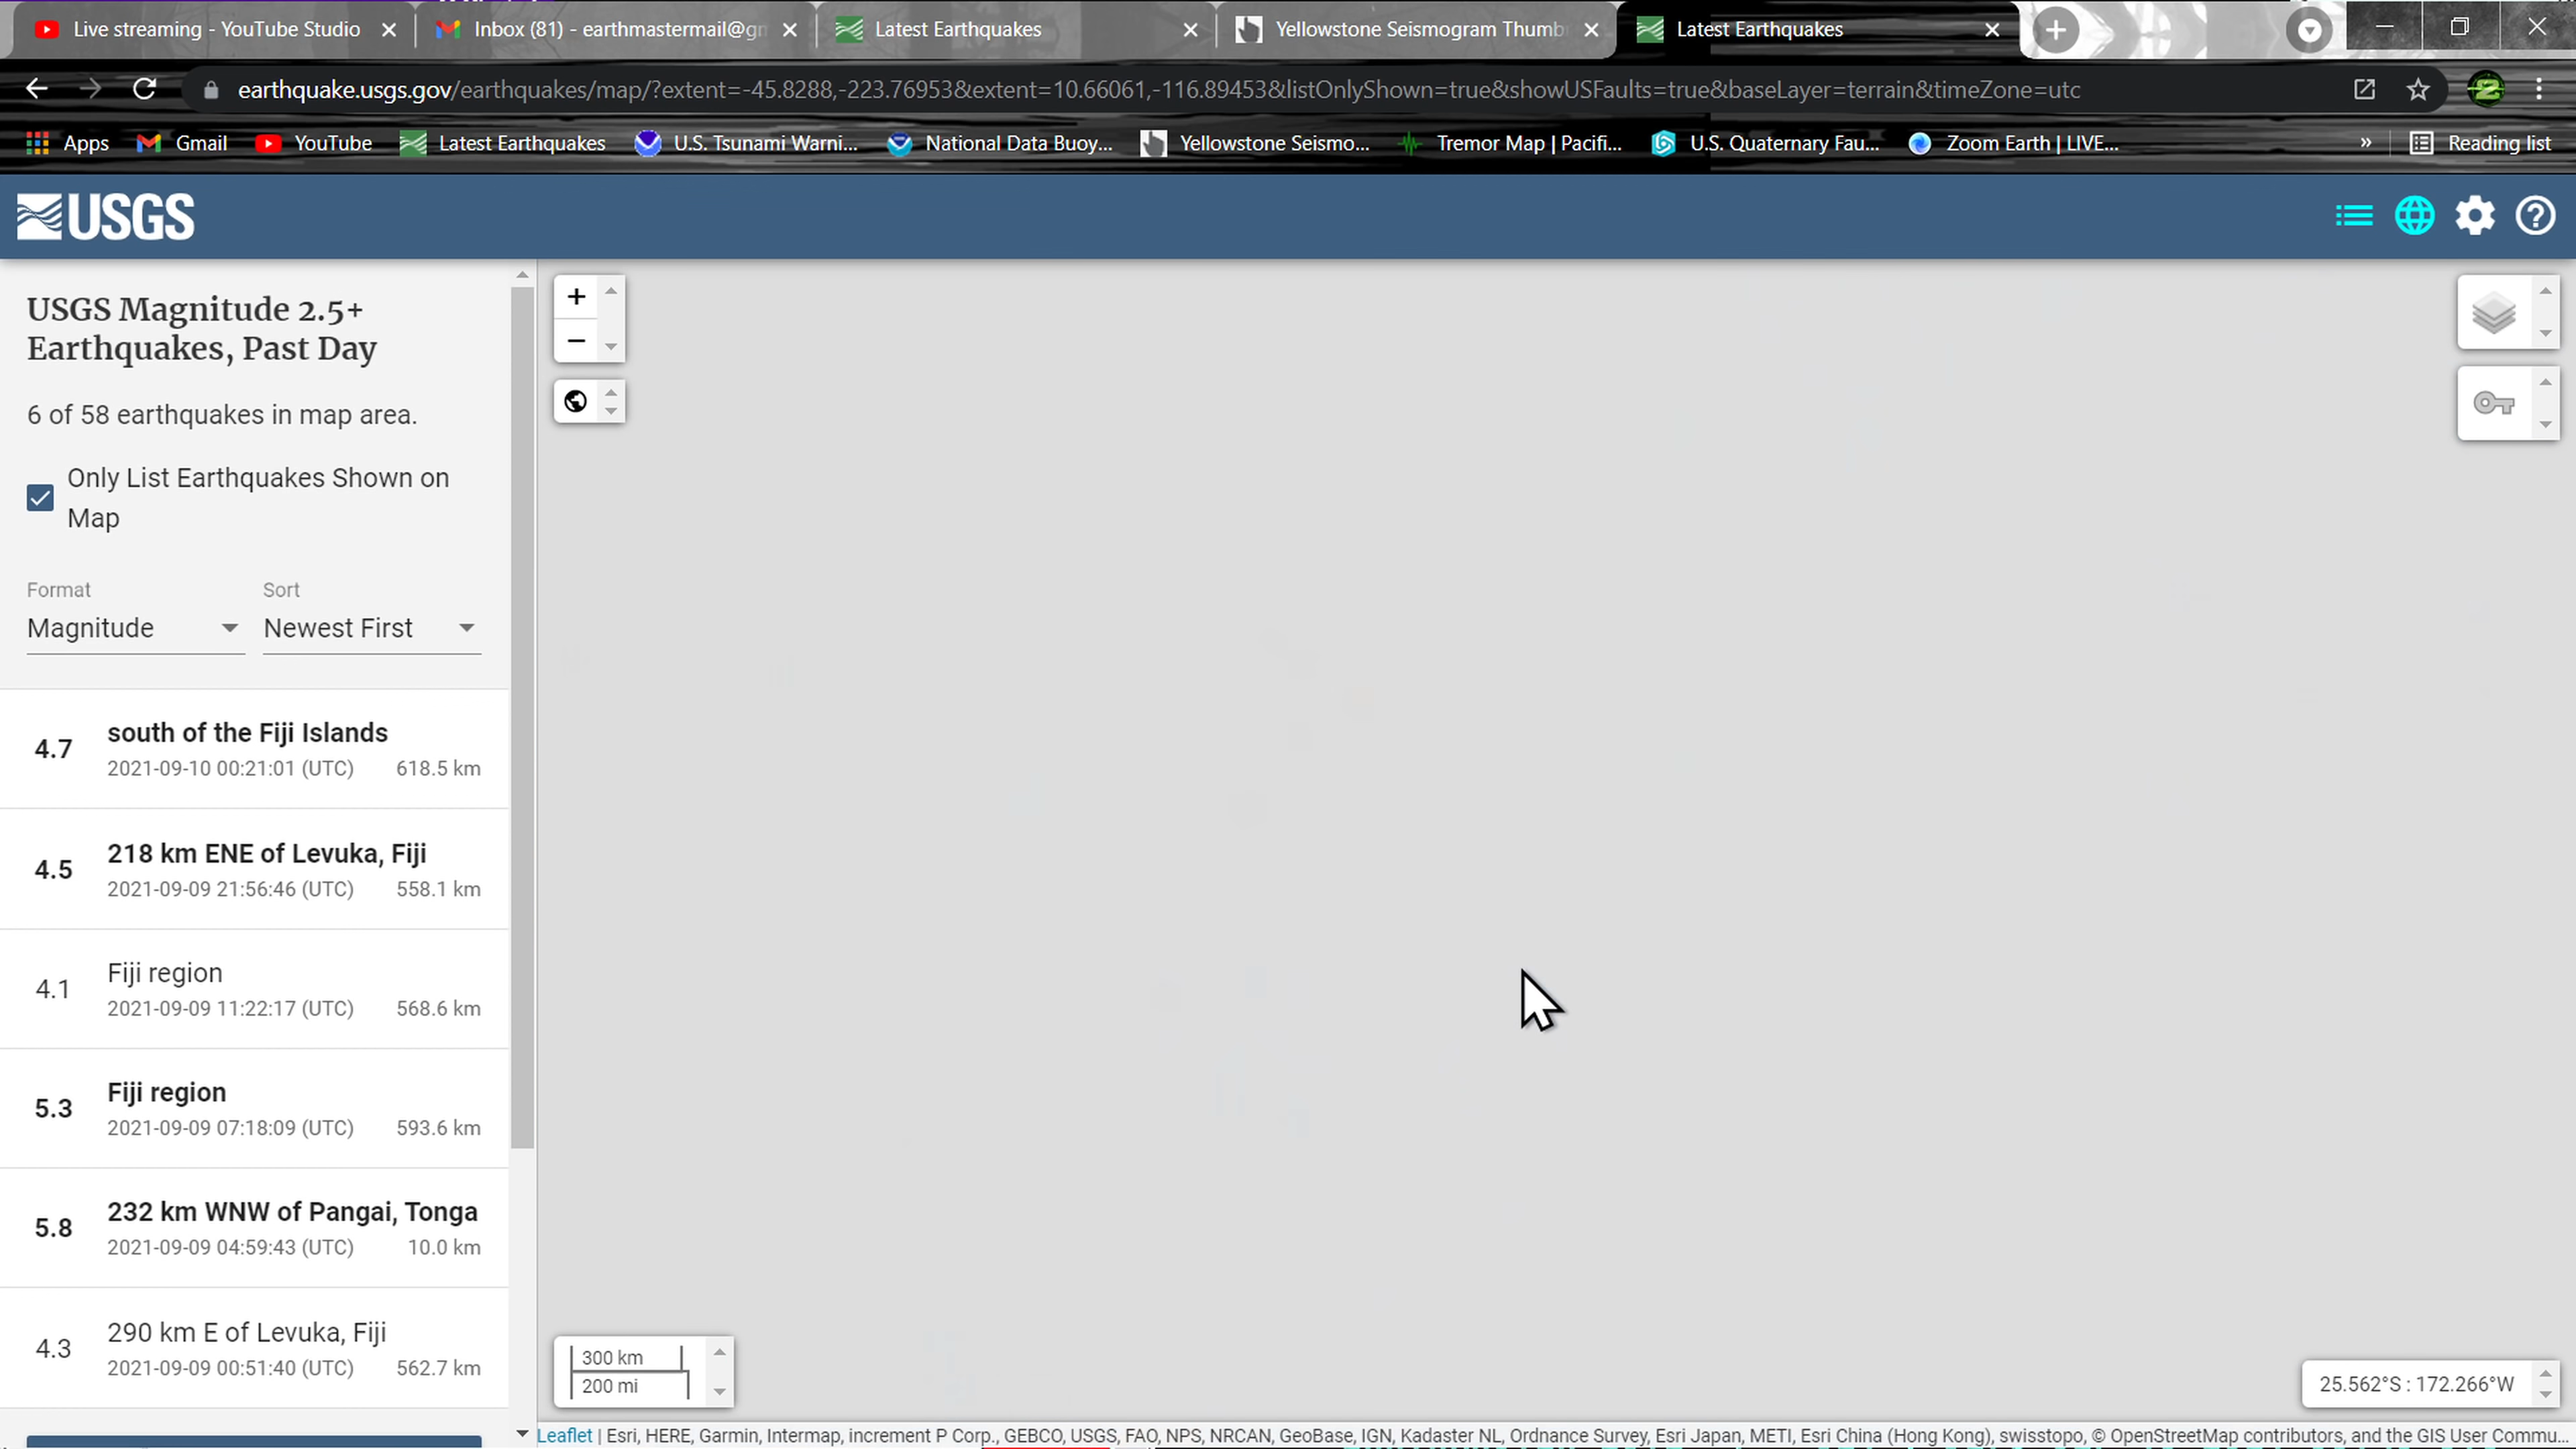 Live streaming - YouTube Studio
Inbox (81) - earthmastermail@gm
Latest Earthquakes
Yellowstone Seismogram Thumb
Latest Earthquakes
earthquake.usgs.gov/earthquakes/map/?extent=-45.8288,-223.76953&extent=10.66061,-116.89453&listOnlyShown=true&showUSFaults=true&baseLayer=terrain&timeZone=utc
Apps
Gmail
YouTube
Latest Earthquakes
U.S. Tsunami Warni...
National Data Buoy...
Yellowstone Seismo...
Tremor Map | Pacifi...
U.S. Quaternary Fau...
Zoom Earth | LIVE...
»
Reading list
USGS
USGS Magnitude 2.5+
Earthquakes, Past Day
6 of 58 earthquakes in map area.
Only List Earthquakes Shown on
Map
Format
Sort
Magnitude
Newest First
4.7
south of the Fiji Islands
2021-09-10 00:21:01 (UTC) 618.5 km
4.5
218 km ENE of Levuka, Fiji
2021-09-09 21:56:46 (UTC) 558.1 km
4.1
Fiji region
2021-09-09 11:22:17 (UTC) 568.6 km
5.3
Fiji region
2021-09-09 07:18:09 (UTC) 593.6 km
5.8
232 km WNW of Pangai, Tonga
2021-09-09 04:59:43 (UTC) 10.0 km
4.3
290 km E of Levuka, Fiji
2021-09-09 00:51:40 (UTC) 562.7 km
+
−
300 km
200 mi
25.562°S : 172.266°W
Leaflet | Esri, HERE, Garmin, Intermap, increment P Corp., GEBCO, USGS, FAO, NPS, NRCAN, GeoBase, IGN, Kadaster NL, Ordnance Survey, Esri Japan, METI, Esri China (Hong Kong), swisstopo, © OpenStreetMap contributors, and the GIS User Commu...